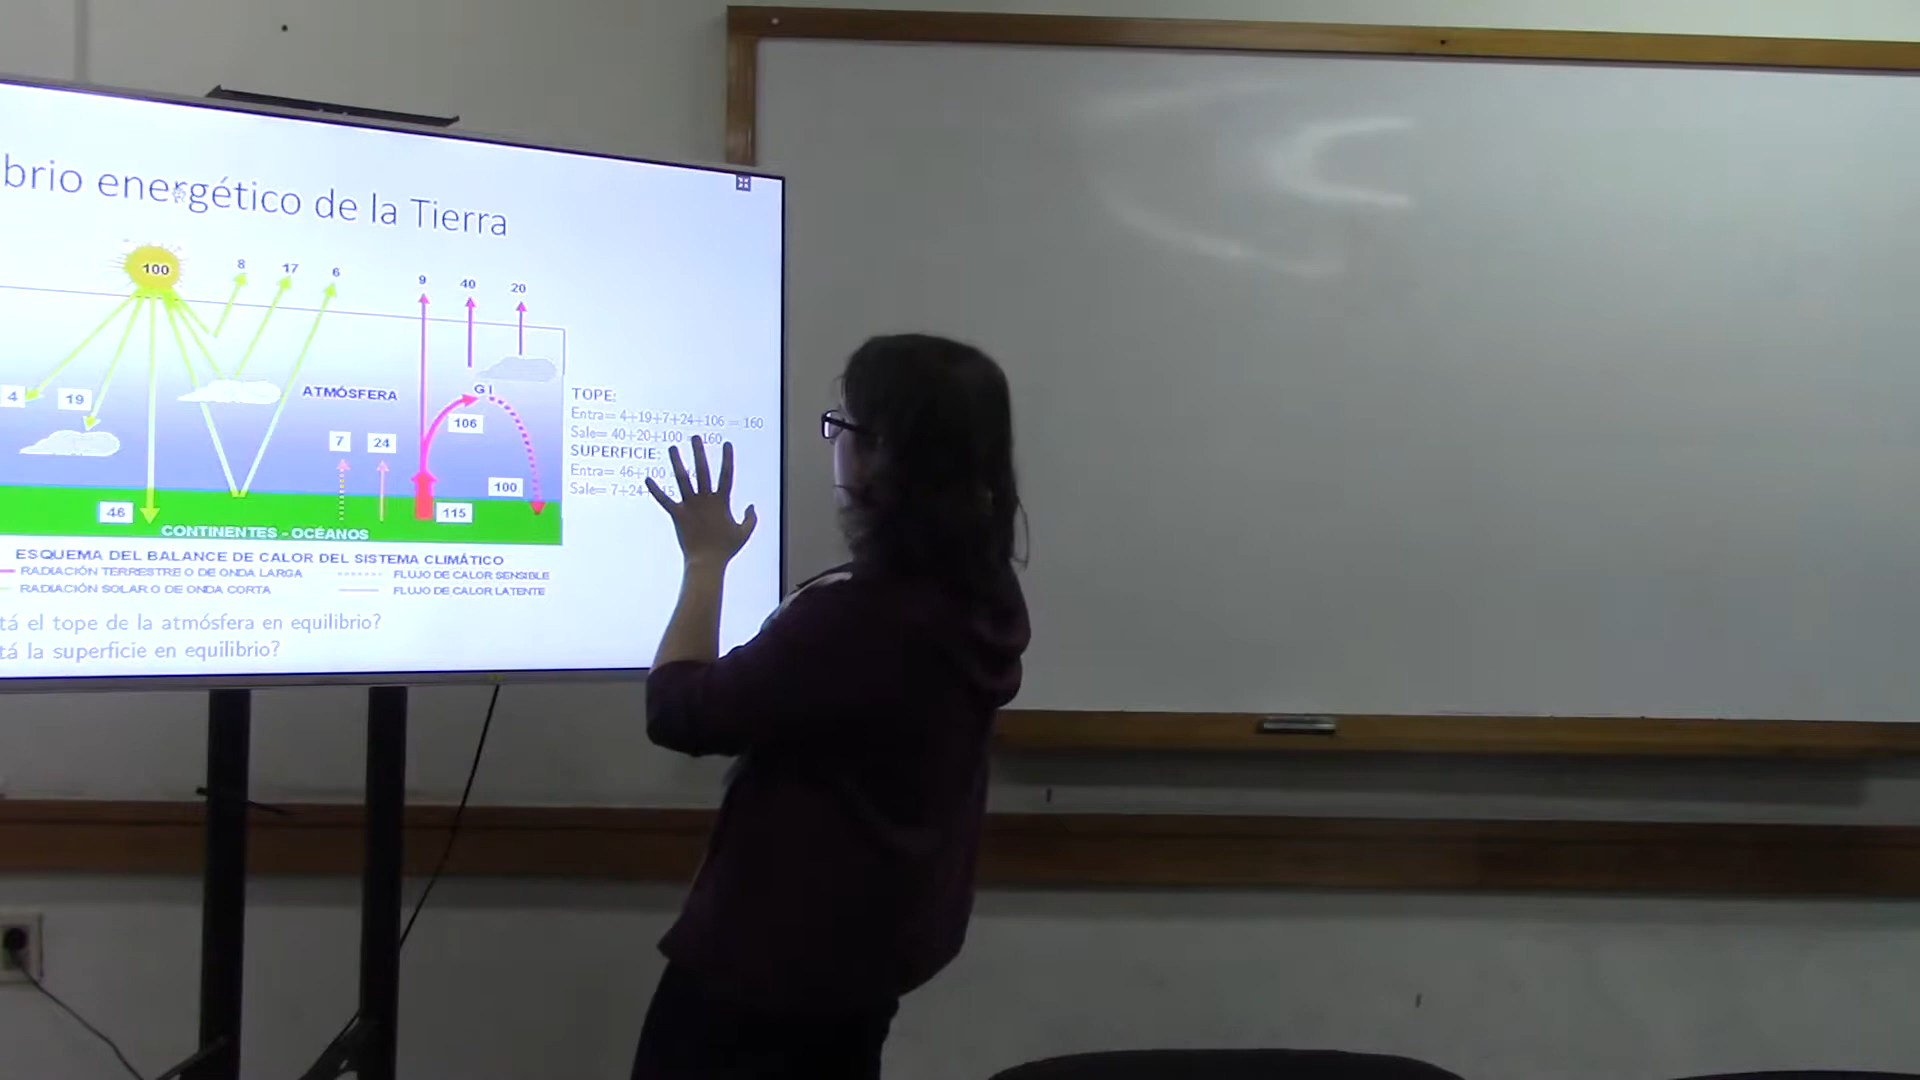 brio energético de la Tierra
100
8
17
6
9
40
20
4
19
ATMÓSFERA
7
24
G I
106
100
46
115
CONTINENTES - OCÉANOS
TOPE:
Entra= 4+19+7+24+106 = 160
Sale= 40+20+100 = 160
SUPERFICIE:
Entra= 46+100
Sale= 7+24+
ESQUEMA DEL BALANCE DE CALOR DEL SISTEMA CLIMÁTICO
RADIACIÓN TERRESTRE O DE ONDA LARGA
FLUJO DE CALOR SENSIBLE
RADIACIÓN SOLAR O DE ONDA CORTA
FLUJO DE CALOR LATENTE
tá el tope de la atmósfera en equilibrio?
tá la superficie en equilibrio?